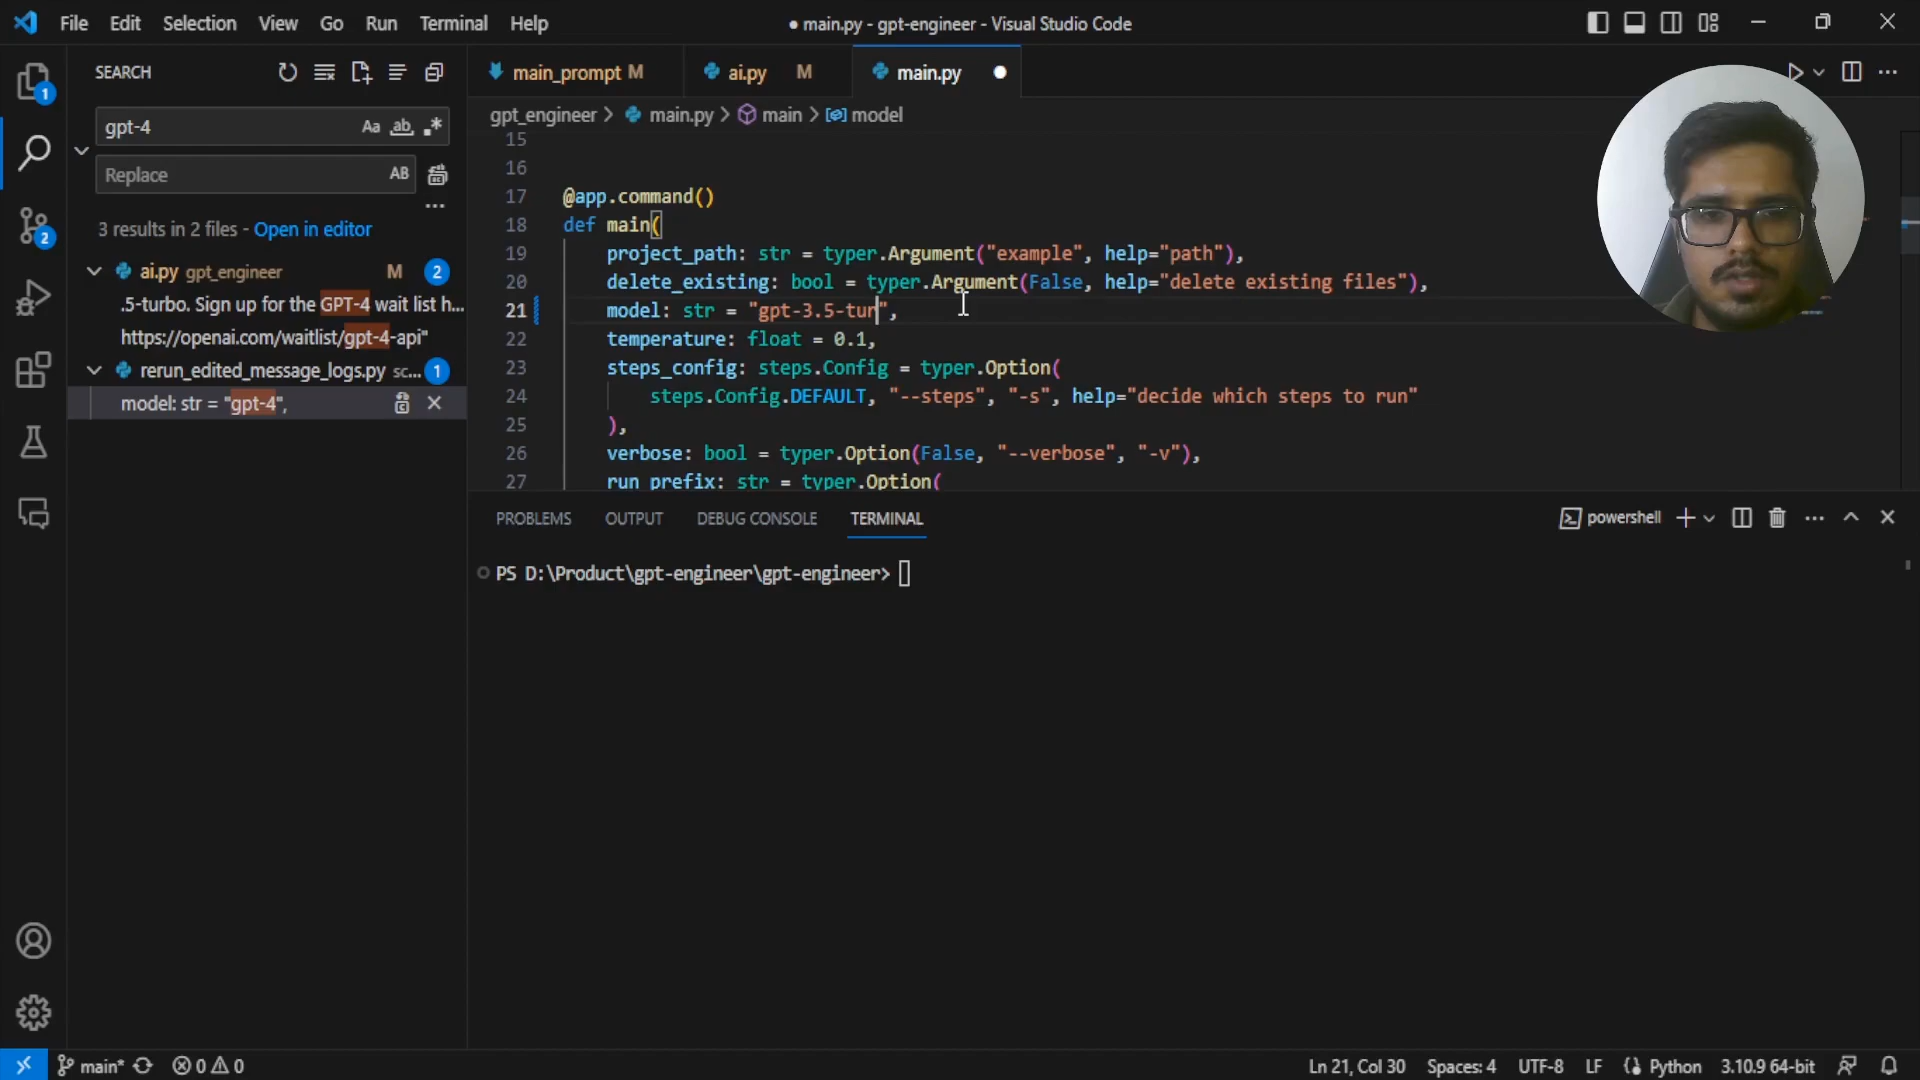 File Edit Selection View Go Run Terminal Help
● main.py - gpt-engineer - Visual Studio Code
SEARCH
gpt-4
Aa ab .*
Replace
AB
...
3 results in 2 files - Open in editor
ai.py gpt_engineer M 2
.5-turbo. Sign up for the GPT-4 wait list h...
https://openai.com/waitlist/gpt-4-api"
rerun_edited_message_logs.py sc... 1
model: str = "gpt-4",
1
2
main_prompt M
ai.py M
main.py
gpt_engineer > main.py > main > model
15
16
17 @app.command()
18 def main(
19 project_path: str = typer.Argument("example", help="path"),
20 delete_existing: bool = typer.Argument(False, help="delete existing files"),
21 model: str = "gpt-3.5-tur",
22 temperature: float = 0.1,
23 steps_config: steps.Config = typer.Option(
24 steps.Config.DEFAULT, "--steps", "-s", help="decide which steps to run"
25 ),
26 verbose: bool = typer.Option(False, "--verbose", "-v"),
27 run_prefix: str = typer.Option(
PROBLEMS OUTPUT DEBUG CONSOLE TERMINAL
powershell
PS D:\Product\gpt-engineer\gpt-engineer>
main* 0 0
Ln 21, Col 30 Spaces: 4 UTF-8 LF Python 3.10.9 64-bit